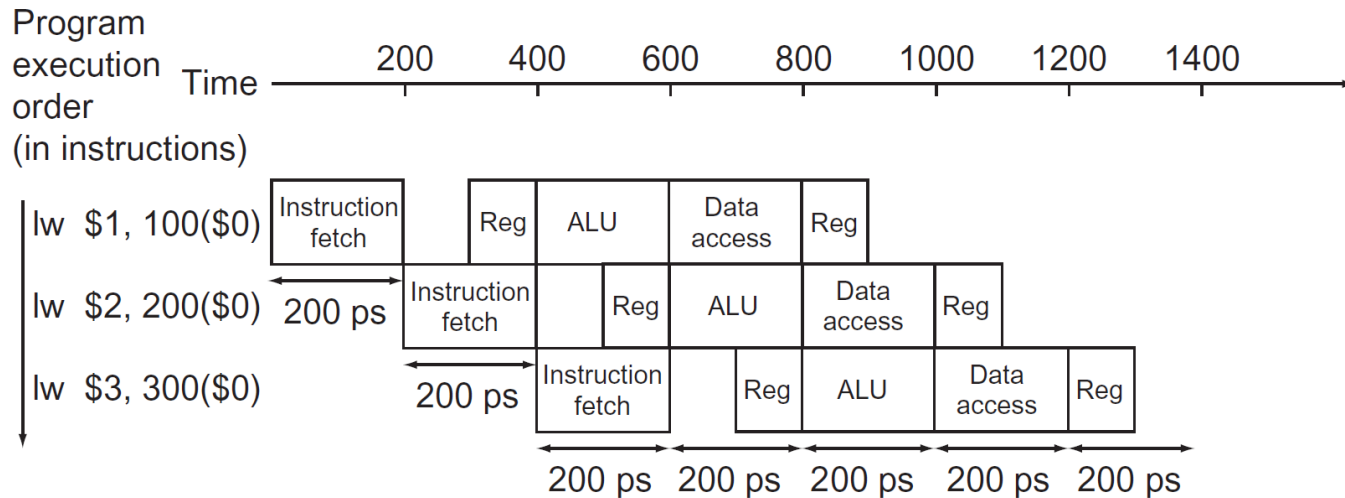 Program
execution
order
(in instructions)
Time
200 400 600 800 1000 1200 1400
lw $1, 100($0)
Instruction
fetch
Reg
ALU
Data
access
Reg
200 ps
lw $2, 200($0)
Instruction
fetch
Reg
ALU
Data
access
Reg
200 ps
lw $3, 300($0)
Instruction
fetch
Reg
ALU
Data
access
Reg
200 ps 200 ps 200 ps 200 ps 200 ps